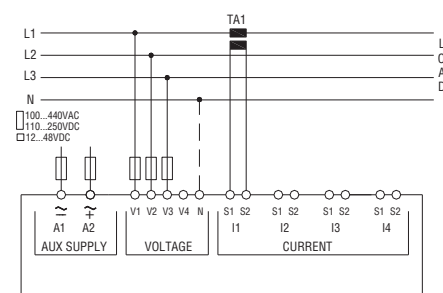 TA1
L1
L2
L3
N
L
O
A
D
100...440VAC
110...250VDC
12...48VDC
V1 V2 V3 V4 N S1 S2 S1 S2 S1 S2 S1 S2
A1 A2 I1 I2 I3 I4
AUX SUPPLY VOLTAGE CURRENT